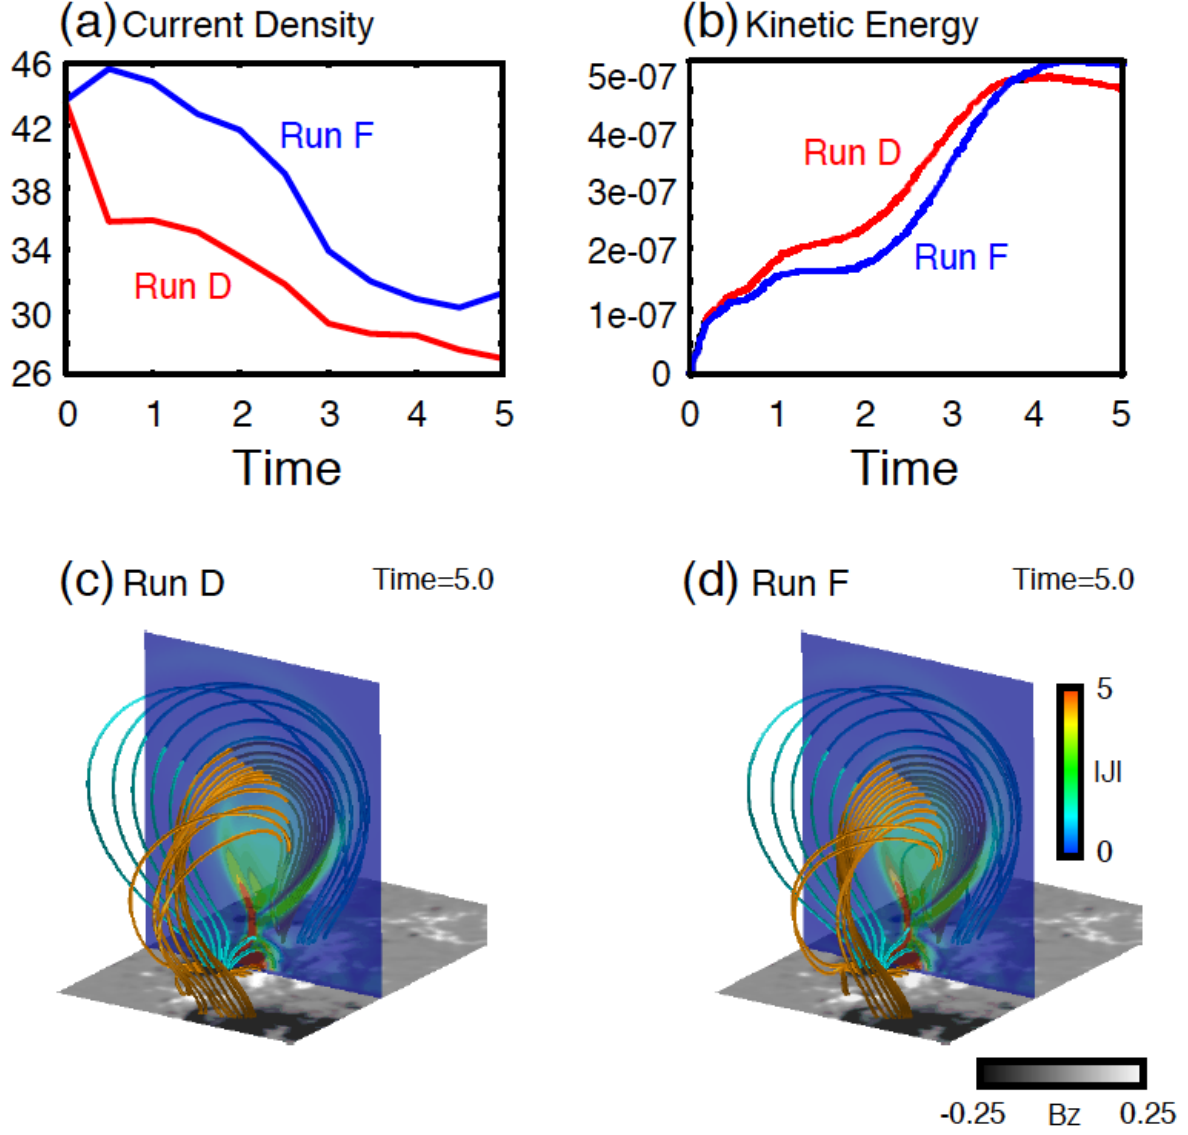 (a) Current Density
46
42
38
34
30
26
Run F
Run D
0 1 2 3 4 5
Time
(b) Kinetic Energy
5e-07
4e-07
3e-07
2e-07
1e-07
0
Run D
Run F
0 1 2 3 4 5
Time
(c) Run D Time=5.0
(d) Run F Time=5.0
5
|J|
0
-0.25 Bz 0.25